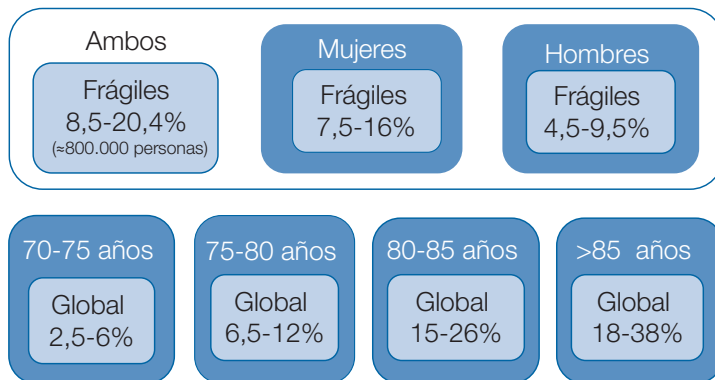 Ambos
Frágiles
8,5-20,4%
(≈800.000 personas)
Mujeres
Frágiles
7,5-16%
Hombres
Frágiles
4,5-9,5%
70-75 años
Global
2,5-6%
75-80 años
Global
6,5-12%
80-85 años
Global
15-26%
>85 años
Global
18-38%